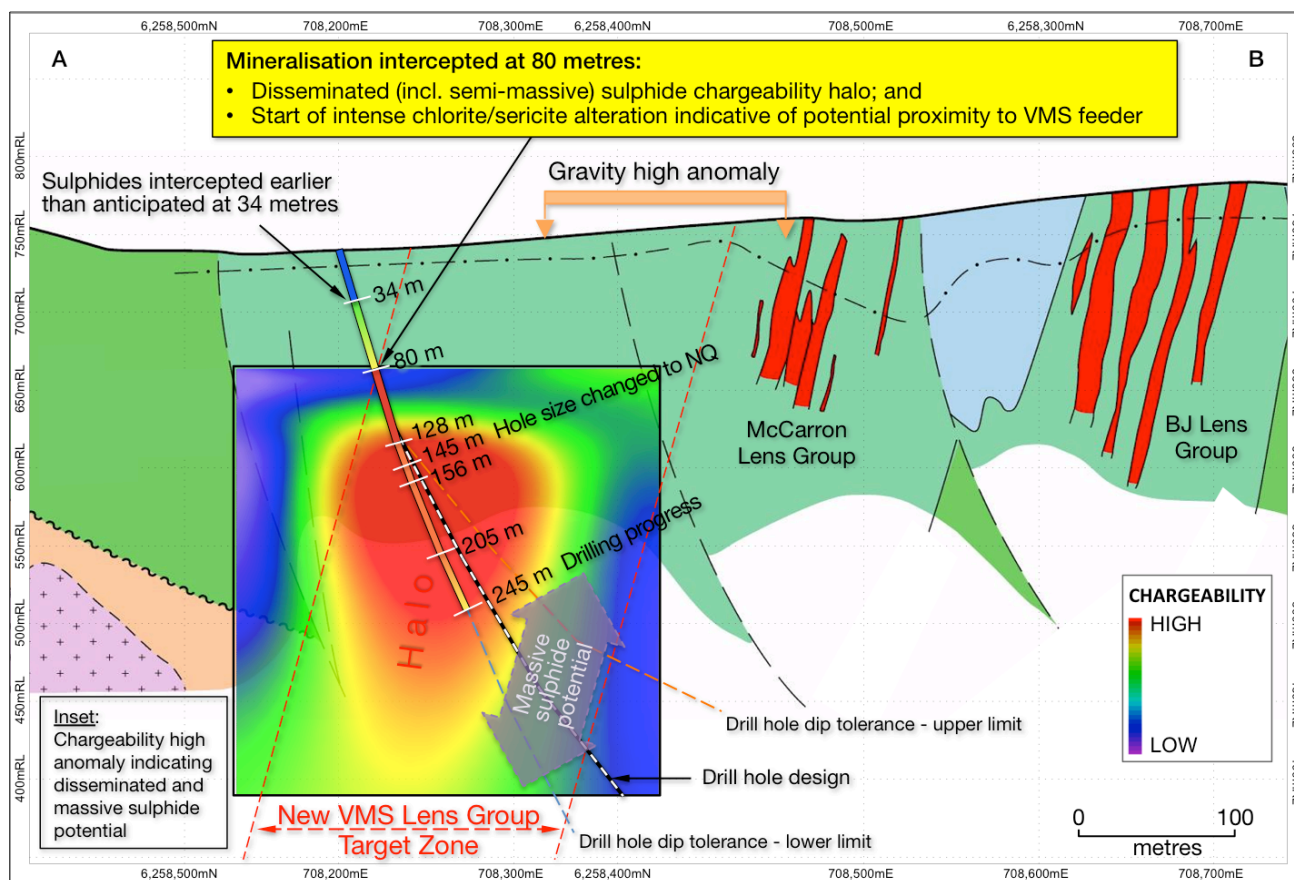 6,258,500mN 708,200mE 708,300mE 6,258,400mN 708,500mE 6,258,300mN 708,700mE
A
B
Mineralisation intercepted at 80 metres:
• Disseminated (incl. semi-massive) sulphide chargeability halo; and
• Start of intense chlorite/sericite alteration indicative of potential proximity to VMS feeder
Sulphides intercepted earlier
than anticipated at 34 metres
Gravity high anomaly
800mRL
750mRL
700mRL
650mRL
600mRL
550mRL
500mRL
450mRL
400mRL
34 m
80 m
128 m
145 m Hole size changed to NQ
156 m
205 m
245 m Drilling progress
McCarron
Lens Group
BJ Lens
Group
Halo
Massive
sulphide
potential
CHARGEABILITY
HIGH
LOW
Inset:
Chargeability high
anomaly indicating
disseminated and
massive sulphide
potential
Drill hole dip tolerance - upper limit
Drill hole design
New VMS Lens Group
Target Zone
Drill hole dip tolerance - lower limit
0 100
metres
6,258,500mN 708,200mE 708,300mE 6,258,400mN 708,500mE 6,258,300mN 708,700mE